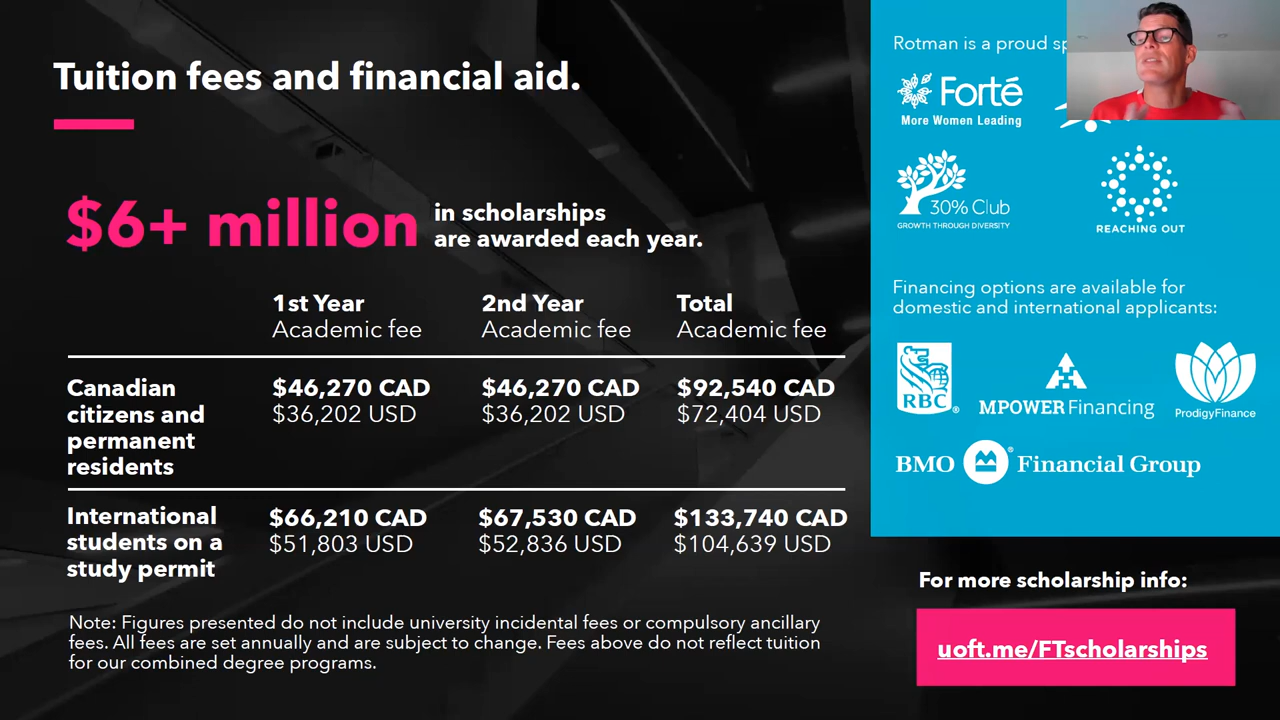 Tuition fees and financial aid.
$6+ million
in scholarships
are awarded each year.
1st Year
Academic fee
2nd Year
Academic fee
Total
Academic fee
Canadian
citizens and
permanent
residents
$46,270 CAD
$36,202 USD
$46,270 CAD
$36,202 USD
$92,540 CAD
$72,404 USD
International
students on a
study permit
$66,210 CAD
$51,803 USD
$67,530 CAD
$52,836 USD
$133,740 CAD
$104,639 USD
Note: Figures presented do not include university incidental fees or compulsory ancillary
fees. All fees are set annually and are subject to change. Fees above do not reflect tuition
for our combined degree programs.
Rotman is a proud
Forté
More Women Leading
30% Club
GROWTH THROUGH DIVERSITY
REACHING OUT
Financing options are available for
domestic and international applicants:
RBC®
MPOWER Financing
ProdigyFinance
BMO ® Financial Group
For more scholarship info:
uoft.me/FTscholarships